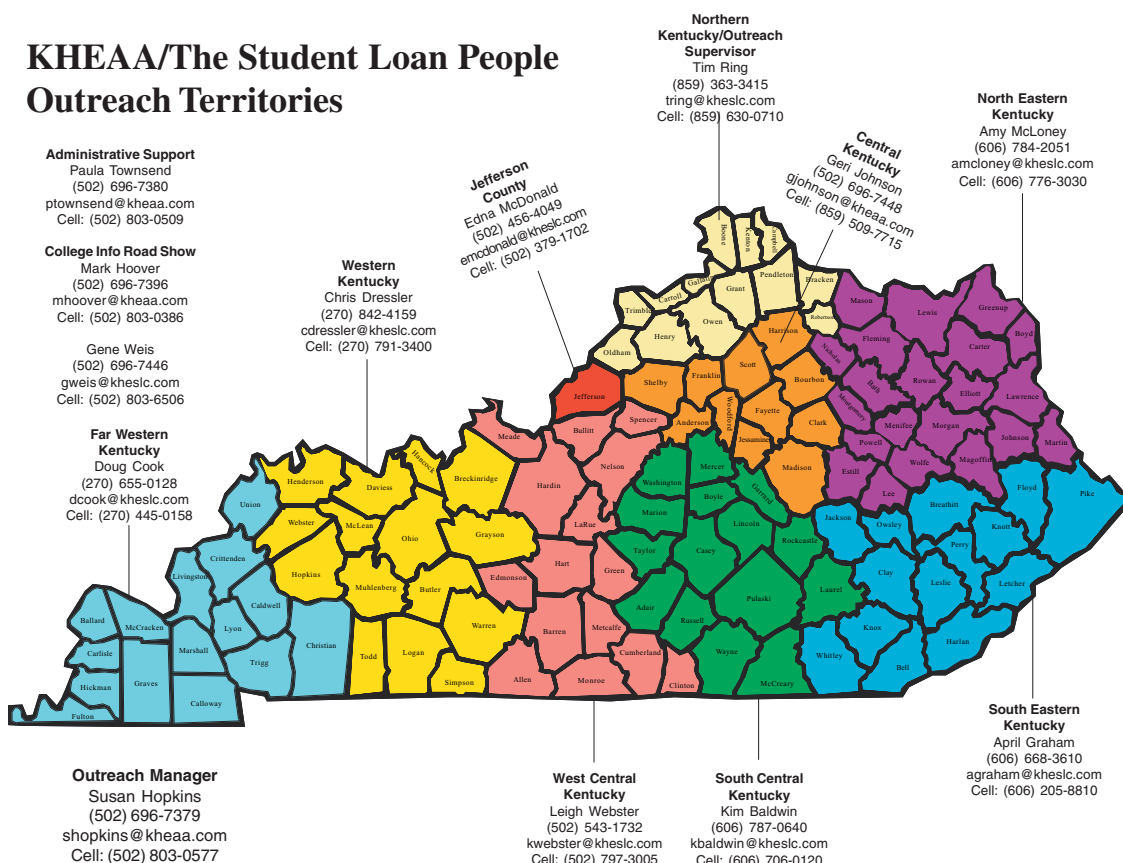 KHEAA/The Student Loan People
Outreach Territories
Administrative Support
Paula Townsend
(502) 696-7380
ptownsend@kheaa.com
Cell: (502) 803-0509
College Info Road Show
Mark Hoover
(502) 696-7396
mhoover@kheaa.com
Cell: (502) 803-0386
Gene Weis
(502) 696-7446
gweis@kheslc.com
Cell: (502) 803-6506
Far Western
Kentucky
Doug Cook
(270) 655-0128
dcook@kheslc.com
Cell: (270) 445-0158
Western
Kentucky
Chris Dressler
(270) 842-4159
cdressler@kheslc.com
Cell: (270) 791-3400
Jefferson
County
Edna McDonald
(502) 456-4049
emcdonald@kheslc.com
Cell: (502) 379-1702
Northern
Kentucky/Outreach
Supervisor
Tim Ring
(859) 363-3415
tring@kheslc.com
Cell: (859) 630-0710
Central
Kentucky
Geri Johnson
(502) 696-7448
gjohnson@kheaa.com
Cell: (859) 509-7715
North Eastern
Kentucky
Amy McLoney
(606) 784-2051
amcloney@kheslc.com
Cell: (606) 776-3030
Boone
Kenton
Campbell
Gallatin
Carroll
Trimble
Grant
Pendleton
Bracken
Robertson
Owen
Henry
Oldham
Mason
Lewis
Greenup
Boyd
Fleming
Carter
Nicholas
Bath
Rowan
Elliott
Lawrence
Montgomery
Menifee
Morgan
Johnson
Martin
Powell
Wolfe
Magoffin
Estill
Lee
Harrison
Scott
Bourbon
Franklin
Shelby
Woodford
Fayette
Clark
Anderson
Jessamine
Madison
Jefferson
Meade
Bullitt
Spencer
Nelson
Hardin
LaRue
Hart
Green
Edmonson
Barren
Metcalfe
Cumberland
Allen
Monroe
Clinton
Henderson
Daviess
Hancock
Breckinridge
Webster
McLean
Ohio
Grayson
Hopkins
Muhlenberg
Butler
Warren
Todd
Logan
Simpson
Union
Crittenden
Livingston
Caldwell
Lyon
Christian
Trigg
Ballard
McCracken
Carlisle
Marshall
Graves
Hickman
Calloway
Fulton
Washington
Mercer
Garrard
Marion
Boyle
Lincoln
Taylor
Casey
Rockcastle
Adair
Pulaski
Laurel
Russell
Wayne
McCreary
Jackson
Owsley
Breathitt
Floyd
Pike
Knott
Perry
Clay
Leslie
Letcher
Knox
Harlan
Whitley
Bell
Outreach Manager
Susan Hopkins
(502) 696-7379
shopkins@kheaa.com
Cell: (502) 803-0577
West Central
Kentucky
Leigh Webster
(502) 543-1732
kwebster@kheslc.com
Cell: (502) 797-3005
South Central
Kentucky
Kim Baldwin
(606) 787-0640
kbaldwin@kheslc.com
Cell: (606) 706-0120
South Eastern
Kentucky
April Graham
(606) 668-3610
agraham@kheslc.com
Cell: (606) 205-8810